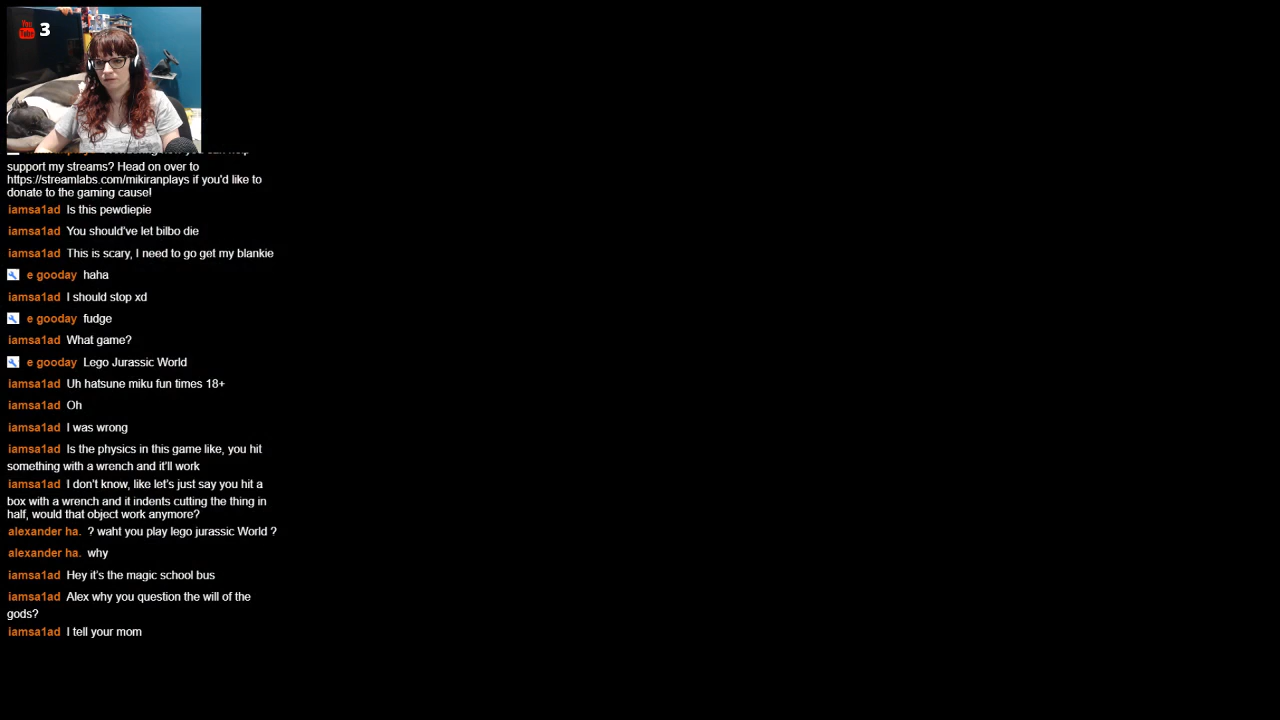 You
Tube 3
support my streams? Head on over to
https://streamlabs.com/mikiranplays if you'd like to
donate to the gaming cause!
iamsa1ad Is this pewdiepie
iamsa1ad You should've let bilbo die
iamsa1ad This is scary, I need to go get my blankie
e gooday haha
iamsa1ad I should stop xd
e gooday fudge
iamsa1ad What game?
e gooday Lego Jurassic World
iamsa1ad Uh hatsune miku fun times 18+
iamsa1ad Oh
iamsa1ad I was wrong
iamsa1ad Is the physics in this game like, you hit
something with a wrench and it'll work
iamsa1ad I don't know, like let's just say you hit a
box with a wrench and it indents cutting the thing in
half, would that object work anymore?
alexander ha. ? waht you play lego jurassic World ?
alexander ha. why
iamsa1ad Hey it's the magic school bus
iamsa1ad Alex why you question the will of the
gods?
iamsa1ad I tell your mom